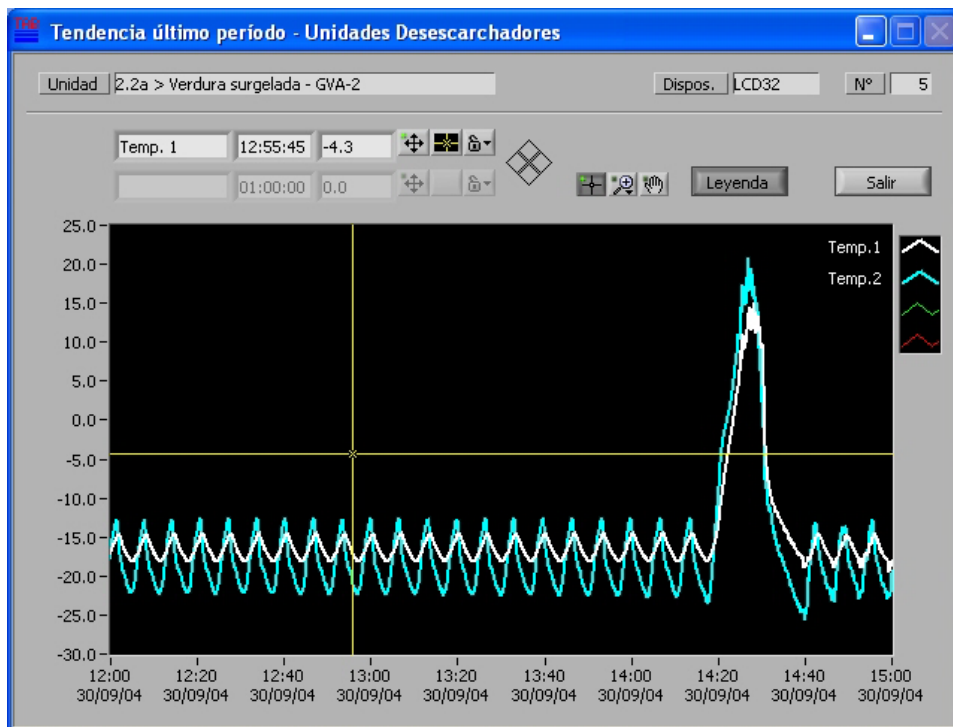 Tendencia último período - Unidades Desescarchadores
Unidad 2.2a > Verdura surgelada - GVA-2 Dispos. LCD32 Nº 5
Temp. 1 12:55:45 -4.3
01:00:00 0.0
Leyenda Salir
25.0
20.0
15.0
10.0
5.0
0.0
-5.0
-10.0
-15.0
-20.0
-25.0
-30.0
Temp.1
Temp.2
12:00 12:20 12:40 13:00 13:20 13:40 14:00 14:20 14:40 15:00
30/09/04 30/09/04 30/09/04 30/09/04 30/09/04 30/09/04 30/09/04 30/09/04 30/09/04 30/09/04